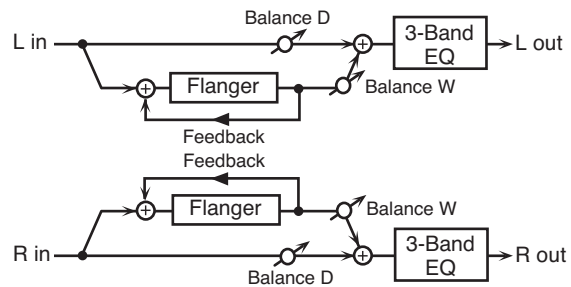 Balance D
L in
3-Band
EQ
L out
Flanger
Balance W
Feedback
Feedback
Flanger
Balance W
R in
3-Band
EQ
R out
Balance D